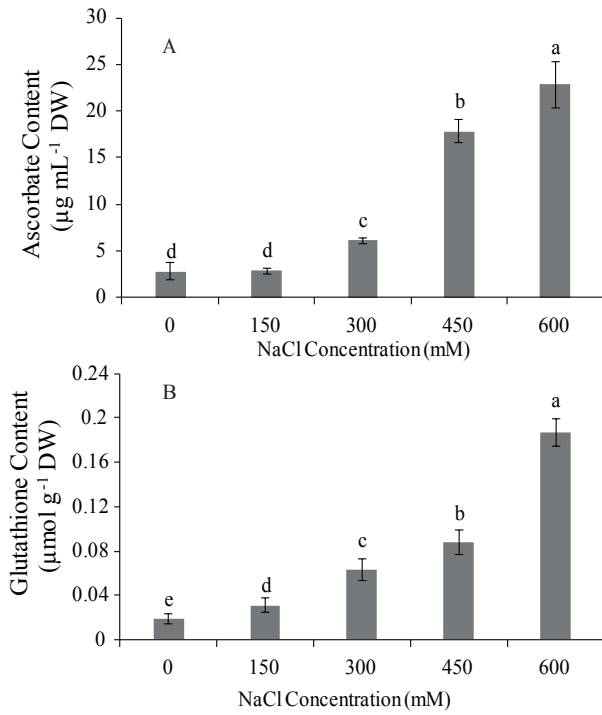 A
Ascorbate Content
(µg mL⁻¹ DW)
30
25
20
15
10
5
0
d
d
c
b
a
0 150 300 450 600
NaCl Concentration (mM)
B
Glutathione Content
(µmol g⁻¹ DW)
0.24
0.2
0.16
0.12
0.08
0.04
0
e
d
c
b
a
0 150 300 450 600
NaCl Concentration (mM)